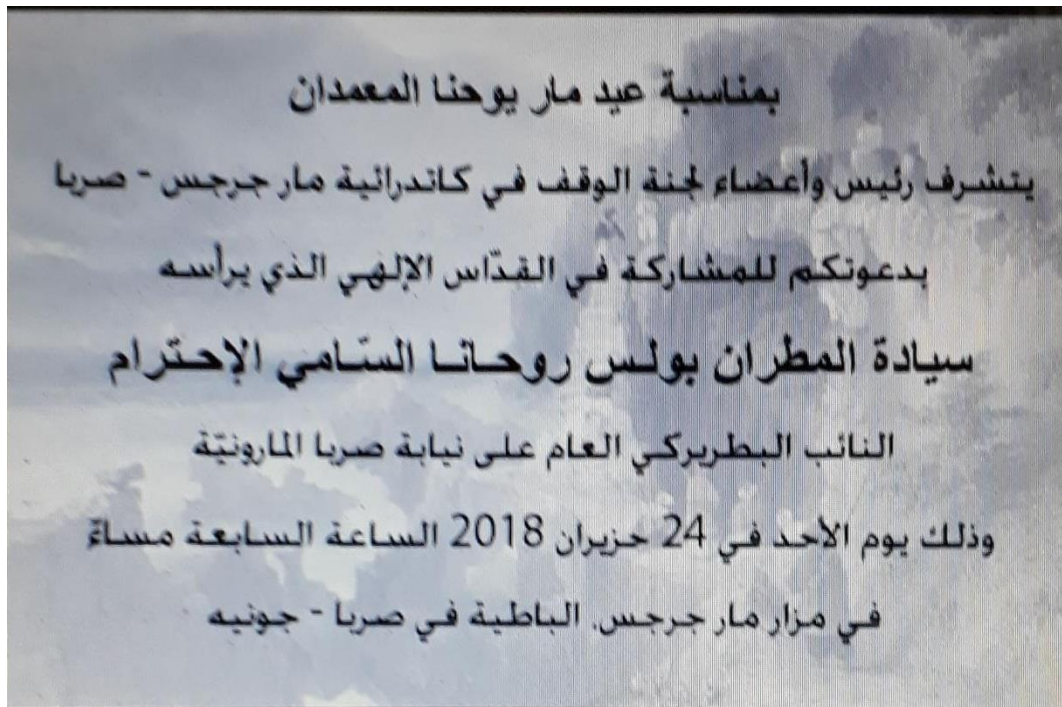 بمناسبة عيد مار يوحنا المعمدان
يتشرف رئيس وأعضاء لجنة الوقف في كاتدرائية مار جرجس - صربا
بدعوتكم للمشاركة في القدّاس الإلهي الذي يرأسه
سيادة المطران بولس روحانا السّامي الإحترام
النائب البطريركي العام على نيابة صربا المارونيّة
وذلك يوم الأحد في 24 حزيران 2018 الساعة السابعة مساءً
في مزار مار جرجس. الباطية في صربا - جونيه